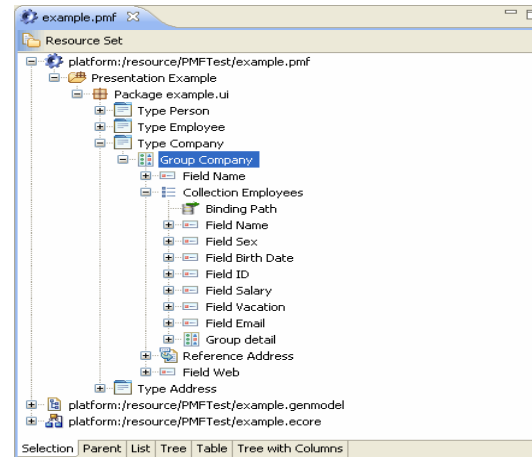 example.pmf
Resource Set
platform:/resource/PMFTest/example.pmf
Presentation Example
Package example.ui
Type Person
Type Employee
Type Company
Group Company
Field Name
Collection Employees
Binding Path
Field Name
Field Sex
Field Birth Date
Field ID
Field Salary
Field Vacation
Field Email
Group detail
Reference Address
Field Web
Type Address
platform:/resource/PMFTest/example.genmodel
platform:/resource/PMFTest/example.ecore
Selection Parent List Tree Table Tree with Columns